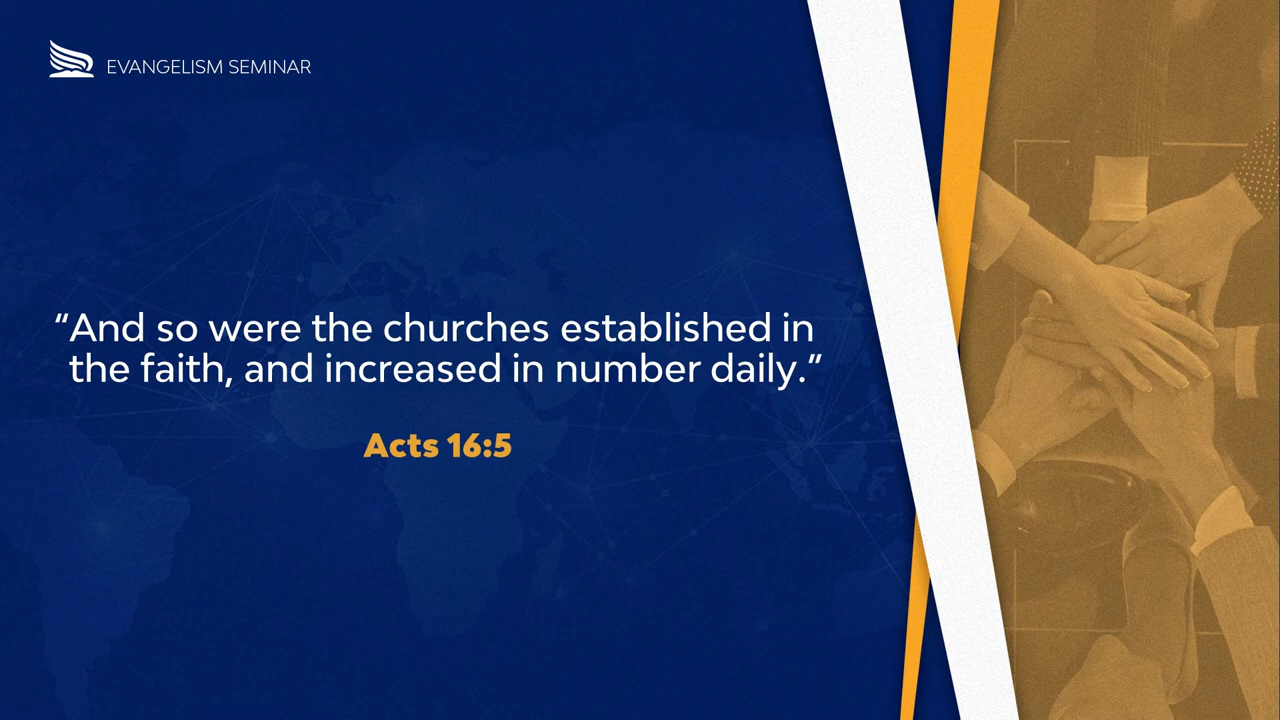 EVANGELISM SEMINAR
“And so were the churches established in
the faith, and increased in number daily.”
Acts 16:5